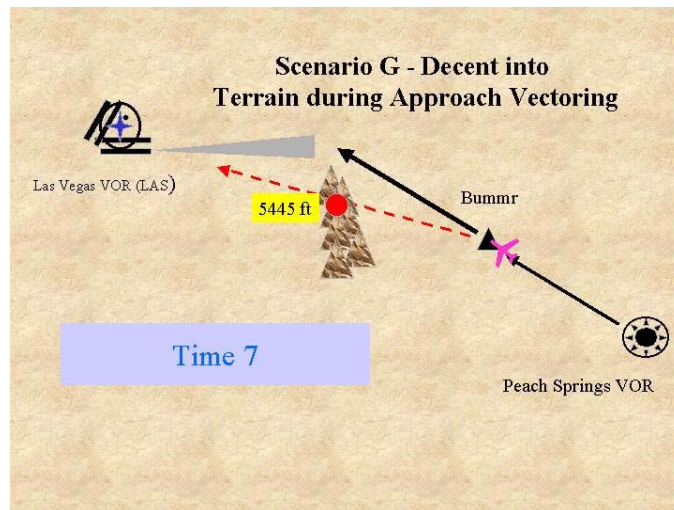 Scenario G - Decent into
Terrain during Approach Vectoring
Las Vegas VOR (LAS)
5445 ft
Bummr
Time 7
Peach Springs VOR